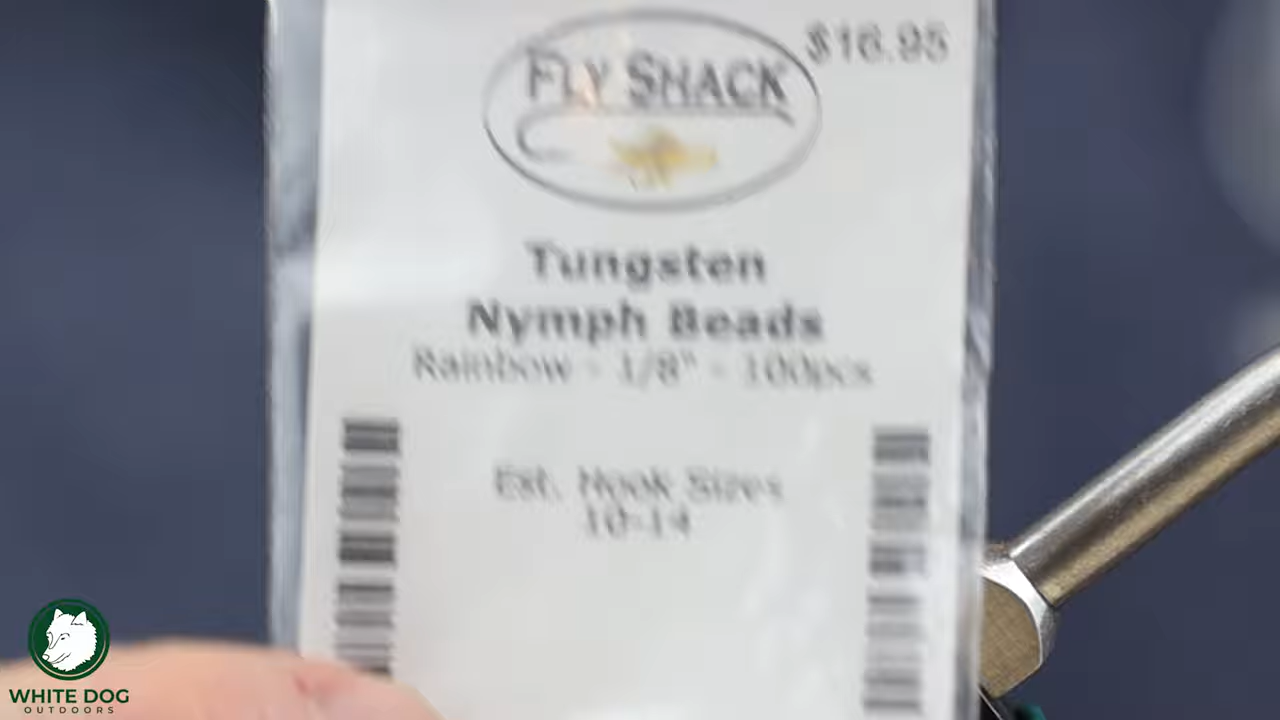 FLY SHACK
$16.95
Tungsten
Nymph Beads
Rainbow - 1/8" - 100pcs
Est. Hook Sizes
10-14
WHITE DOG
OUTDOORS